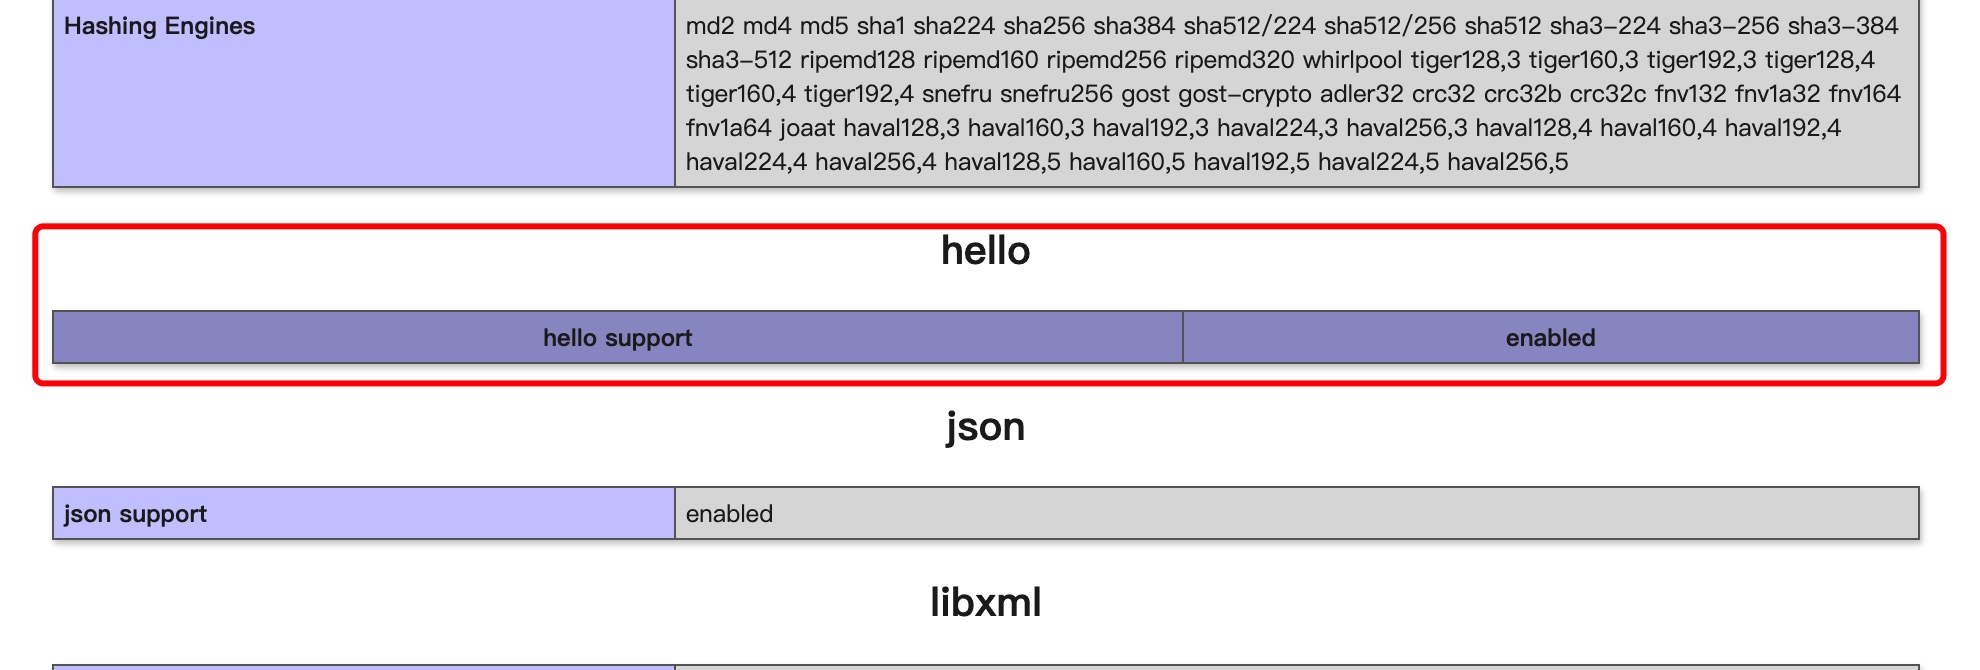 Hashing Engines
md2 md4 md5 sha1 sha224 sha256 sha384 sha512/224 sha512/256 sha512 sha3-224 sha3-256 sha3-384
sha3-512 ripemd128 ripemd160 ripemd256 ripemd320 whirlpool tiger128,3 tiger160,3 tiger192,3 tiger128,4
tiger160,4 tiger192,4 snefru snefru256 gost gost-crypto adler32 crc32 crc32b crc32c fnv132 fnv1a32 fnv164
fnv1a64 joaat haval128,3 haval160,3 haval192,3 haval224,3 haval256,3 haval128,4 haval160,4 haval192,4
haval224,4 haval256,4 haval128,5 haval160,5 haval192,5 haval224,5 haval256,5
hello
hello support enabled
json
json support enabled
libxml